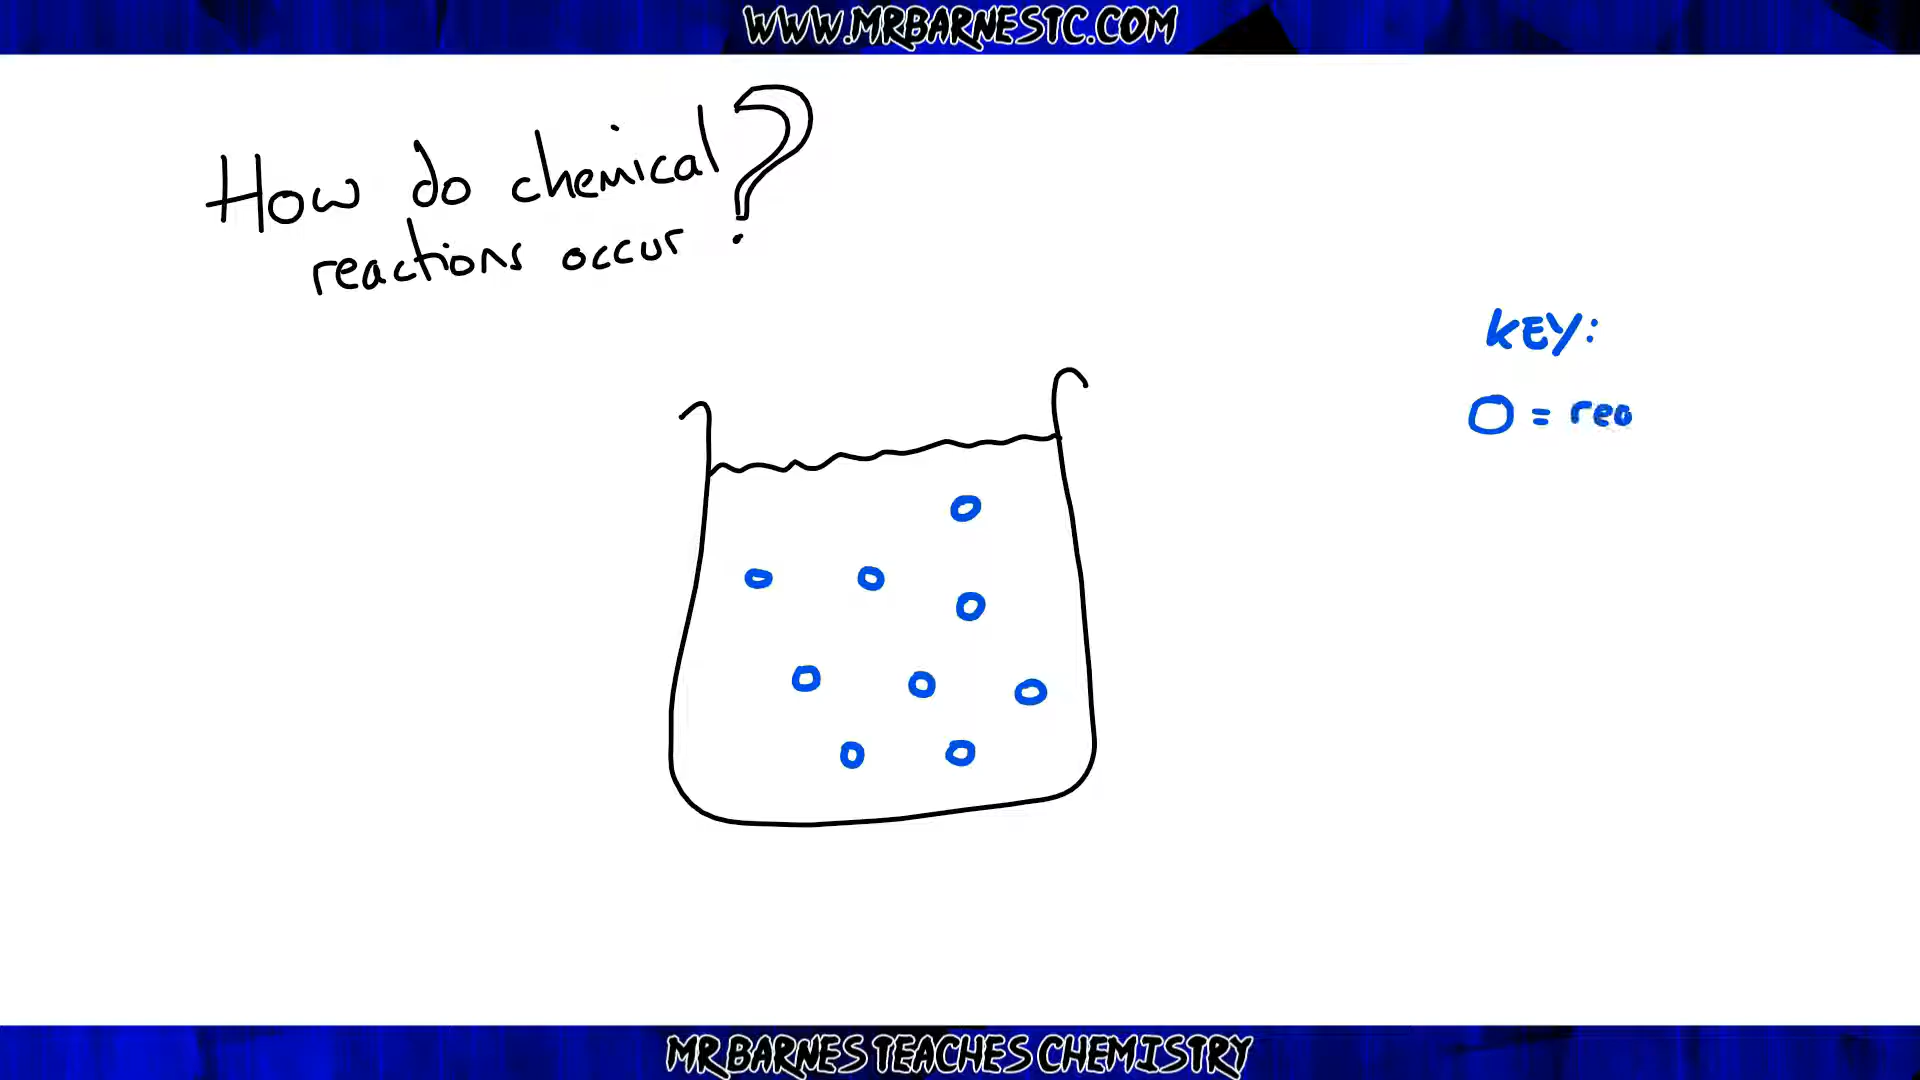 WWW.MRBARNESTC.COM
How do chemical
reactions occur?
KEY:
O = rea
MR BARNES TEACHES CHEMISTRY